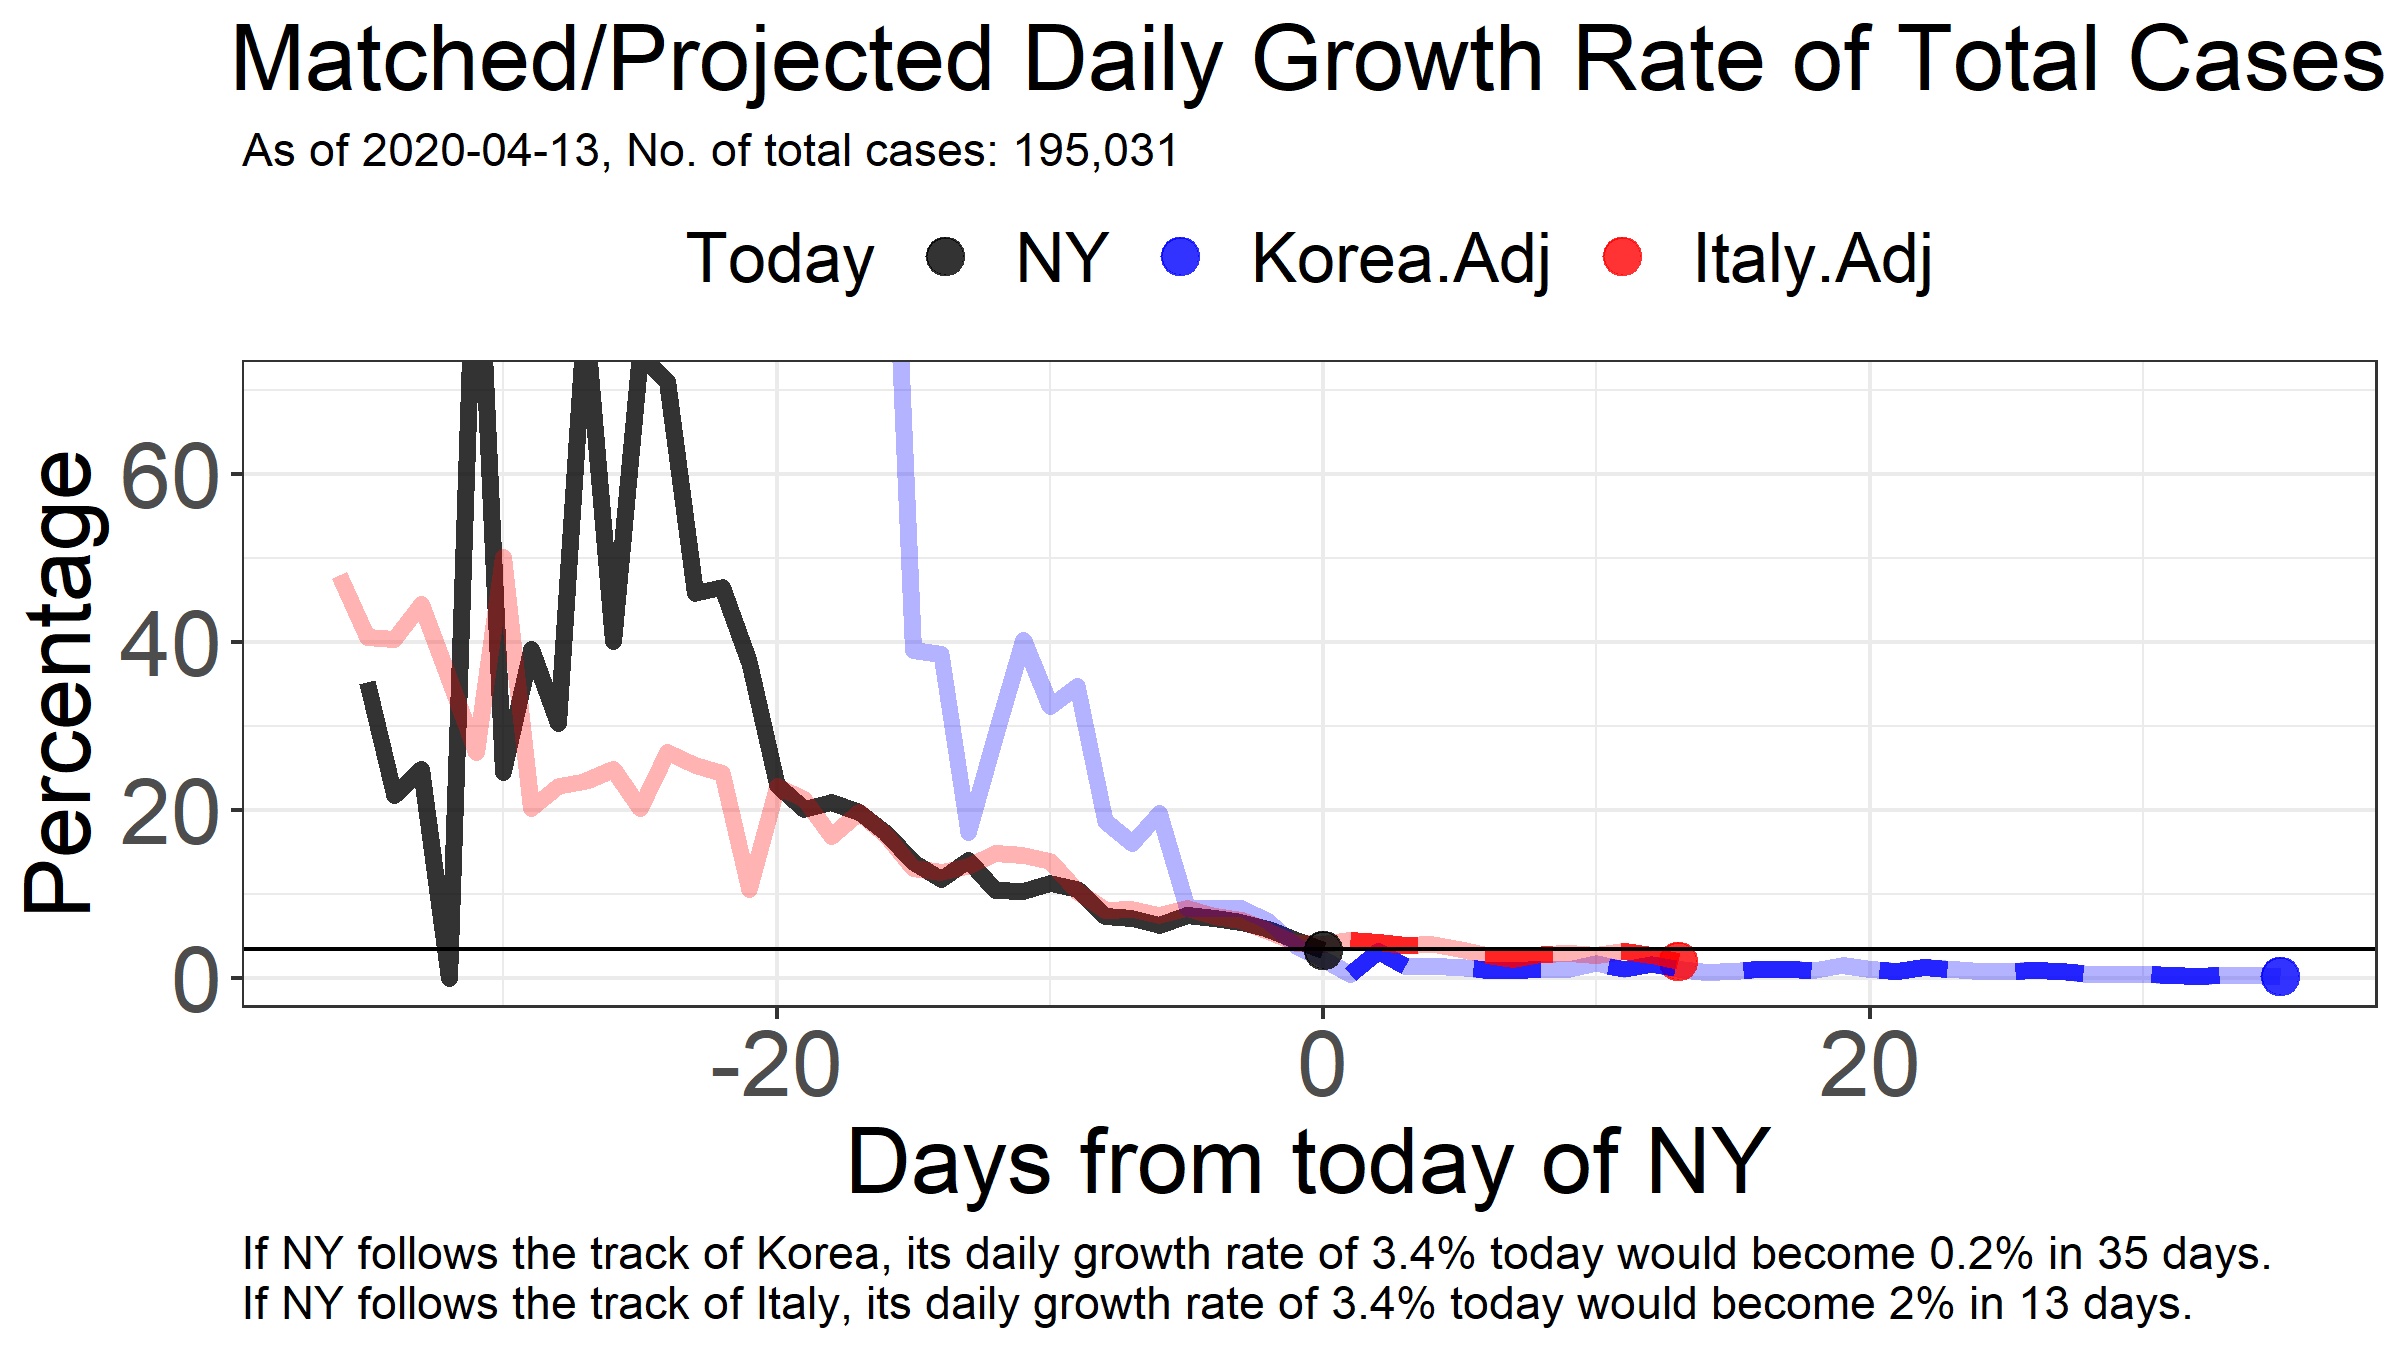 Matched/Projected Daily Growth Rate of Total Cases
As of 2020-04-13, No. of total cases: 195,031
Today NY Korea.Adj Italy.Adj
Percentage
60
40
20
0
-20 0 20
Days from today of NY
If NY follows the track of Korea, its daily growth rate of 3.4% today would become 0.2% in 35 days.
If NY follows the track of Italy, its daily growth rate of 3.4% today would become 2% in 13 days.